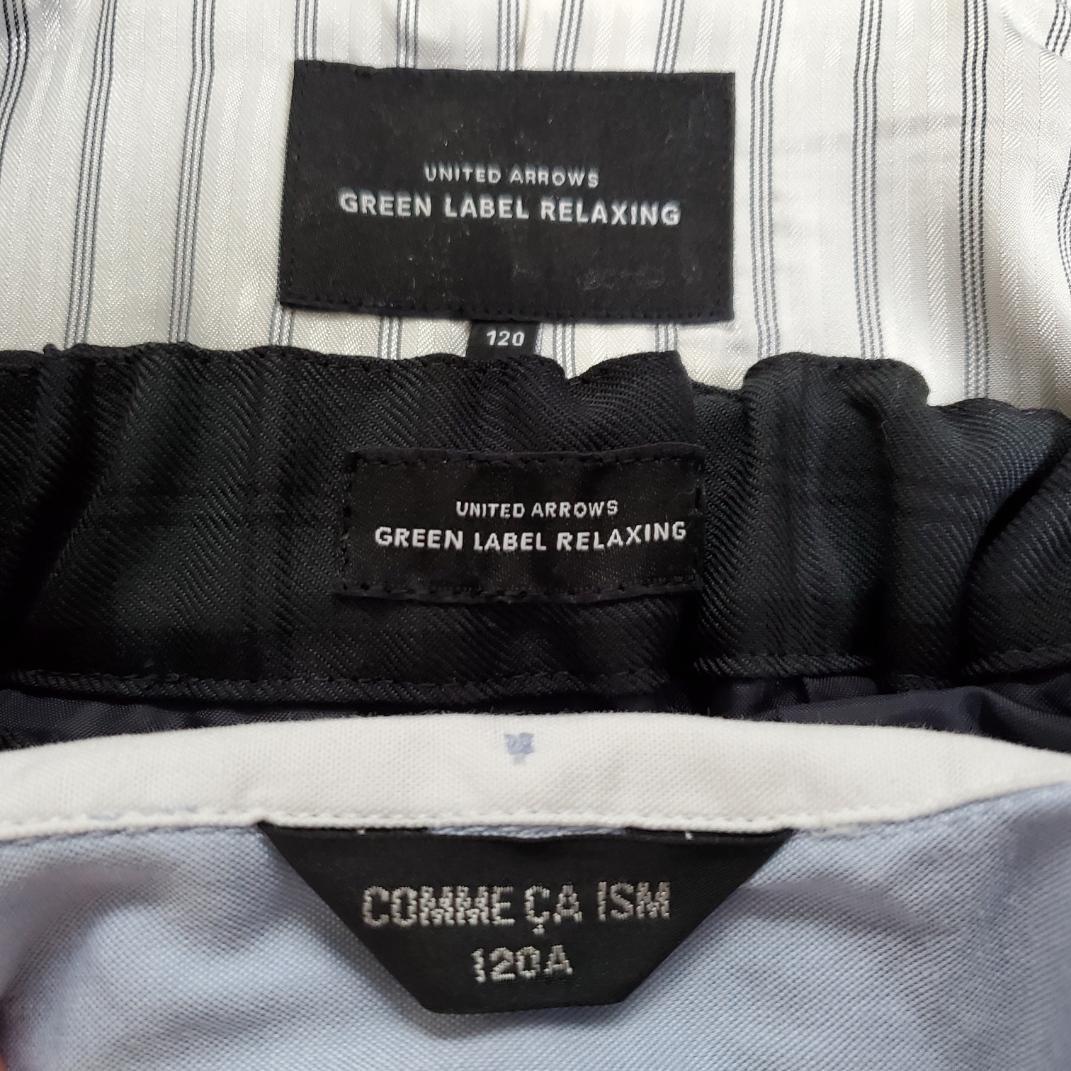 UNITED ARROWS
GREEN LABEL RELAXING
120
UNITED ARROWS
GREEN LABEL RELAXING
COMME ÇA ISM
120A